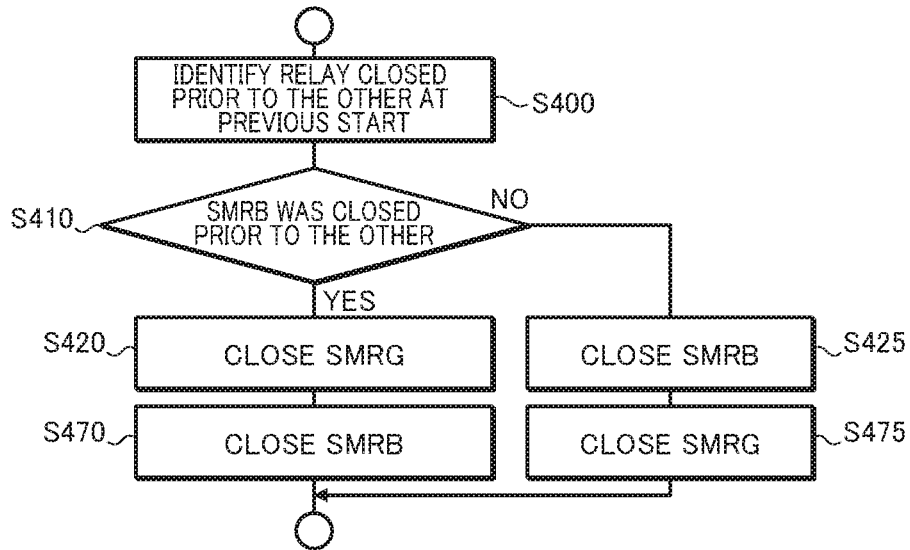 IDENTIFY RELAY CLOSED
PRIOR TO THE OTHER AT
PREVIOUS START
S400
S410
SMRB WAS CLOSED
PRIOR TO THE OTHER
NO
YES
S420
CLOSE SMRG
CLOSE SMRB
S425
S470
CLOSE SMRB
CLOSE SMRG
S475